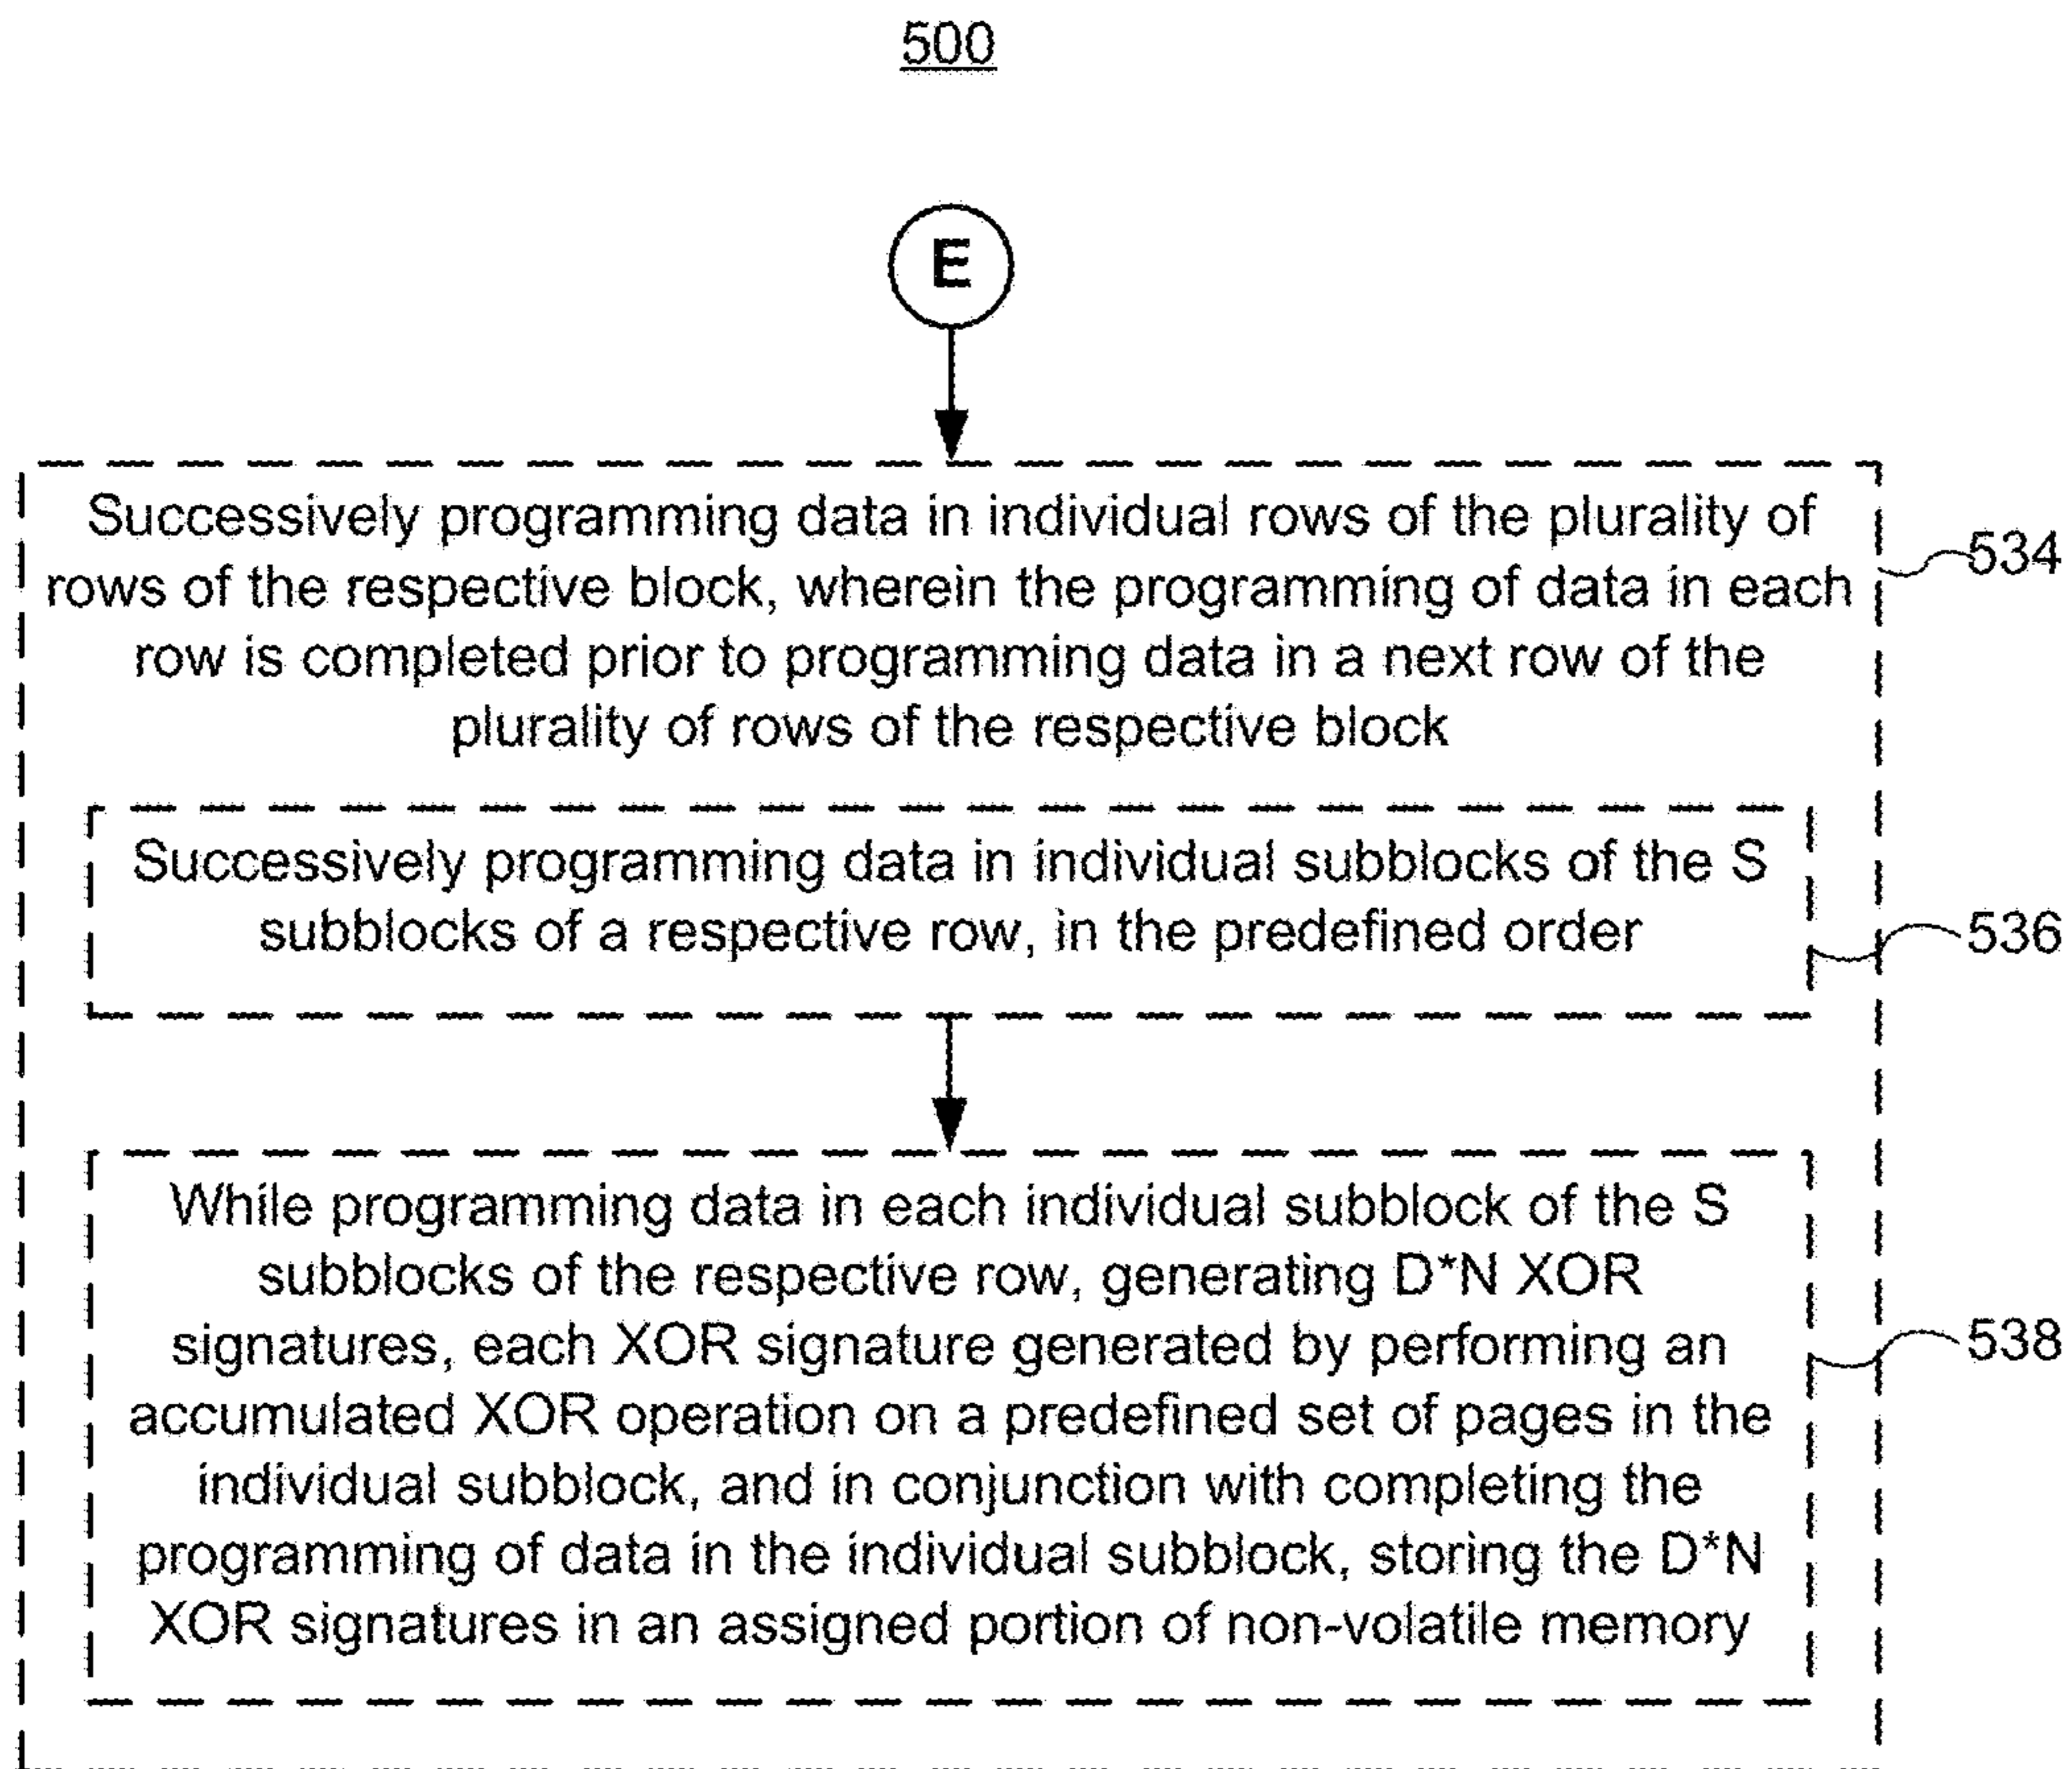 500
E
Successively programming data in individual rows of the plurality of
rows of the respective block, wherein the programming of data in each
row is completed prior to programming data in a next row of the
plurality of rows of the respective block
534
Successively programming data in individual subblocks of the S
subblocks of a respective row, in the predefined order
536
While programming data in each individual subblock of the S
subblocks of the respective row, generating D*N XOR
signatures, each XOR signature generated by performing an
accumulated XOR operation on a predefined set of pages in the
individual subblock, and in conjunction with completing the
programming of data in the individual subblock, storing the D*N
XOR signatures in an assigned portion of non-volatile memory
538